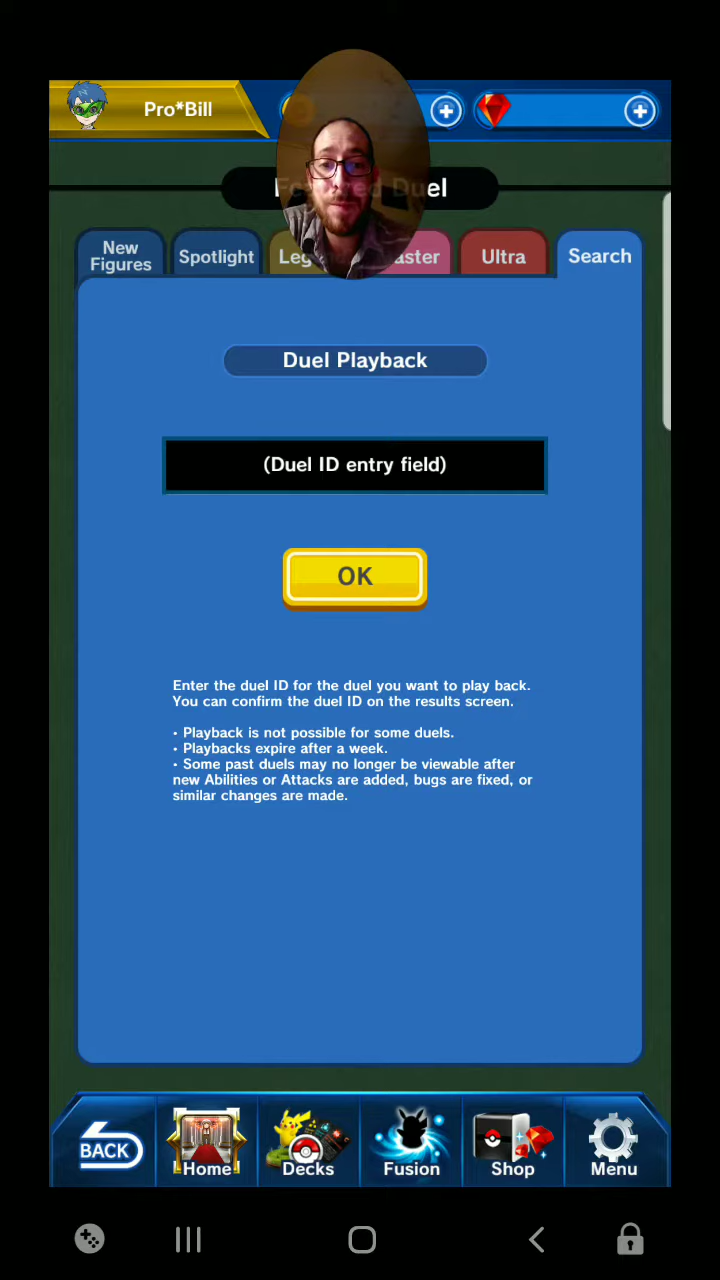 Pro*Bill
Duel
New
Figures
Spotlight
Ultra
Search
Duel Playback
(Duel ID entry field)
OK
Enter the duel ID for the duel you want to play back.
You can confirm the duel ID on the results screen.
• Playback is not possible for some duels.
• Playbacks expire after a week.
• Some past duels may no longer be viewable after
new Abilities or Attacks are added, bugs are fixed, or
similar changes are made.
BACK
Home
Decks
Fusion
Shop
Menu